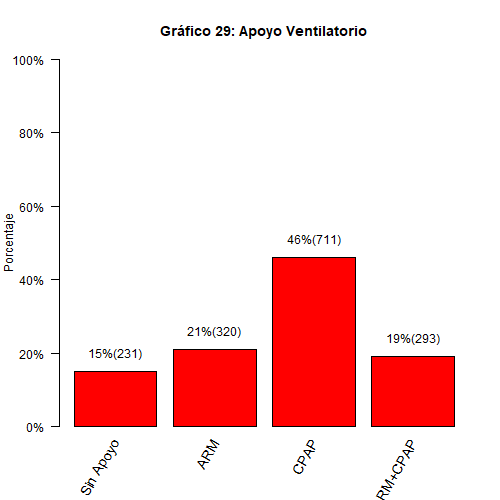 Gráfico 29: Apoyo Ventilatorio
Porcentaje
100%
80%
60%
40%
20%
0%
15%(231)
21%(320)
46%(711)
19%(293)
Sin Apoyo
ARM
CPAP
RM+CPAP